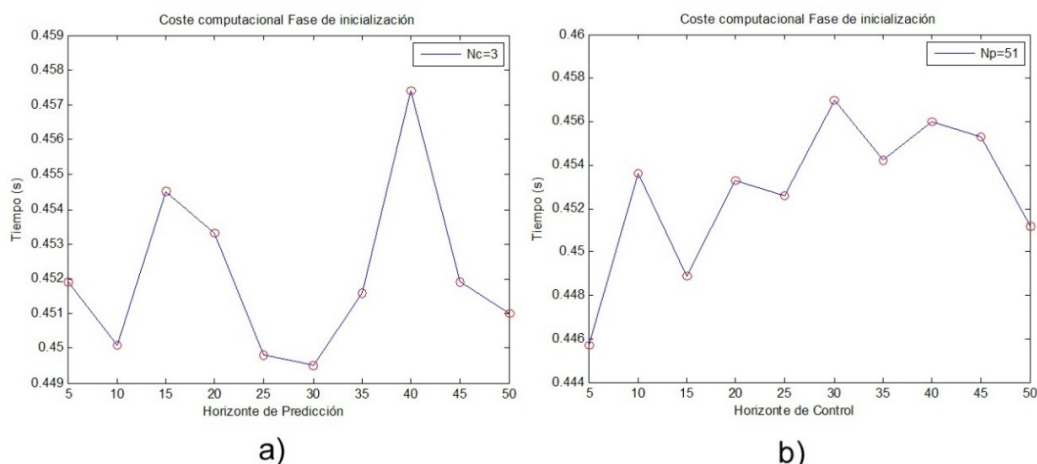 Coste computacional Fase de inicialización
0.459
0.458
0.457
0.456
0.455
0.454
0.453
0.452
0.451
0.45
0.449
Tiempo (s)
Nc=3
5 10 15 20 25 30 35 40 45 50
Horizonte de Predicción
a)
Coste computacional Fase de inicialización
0.46
0.458
0.456
0.454
0.452
0.45
0.448
0.446
0.444
Tiempo (s)
Np=51
5 10 15 20 25 30 35 40 45 50
Horizonte de Control
b)